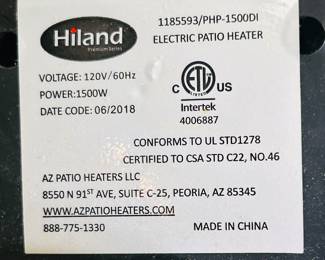 Hiland
Premium Series
1185593/PHP-1500DI
ELECTRIC PATIO HEATER
VOLTAGE: 120V/60Hz
POWER:1500W
DATE CODE: 06/2018
C ETL US
LISTED
Intertek
4006887
CONFORMS TO UL STD1278
CERTIFIED TO CSA STD C22, NO.46
AZ PATIO HEATERS LLC
8550 N 91ST AVE, SUITE C-25, PEORIA, AZ 85345
WWW.AZPATIOHEATERS.COM
888-775-1330
MADE IN CHINA